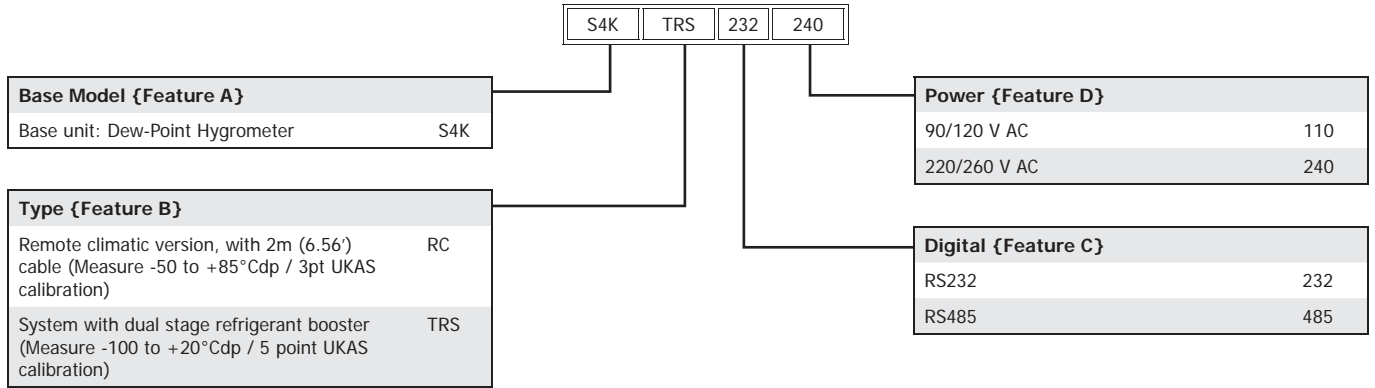 S4K TRS 232 240
Base Model {Feature A}
Base unit: Dew-Point Hygrometer S4K
Type {Feature B}
Remote climatic version, with 2m (6.56′) RC
cable (Measure -50 to +85°Cdp / 3pt UKAS
calibration)
System with dual stage refrigerant booster TRS
(Measure -100 to +20°Cdp / 5 point UKAS
calibration)
Power {Feature D}
90/120 V AC 110
220/260 V AC 240
Digital {Feature C}
RS232 232
RS485 485